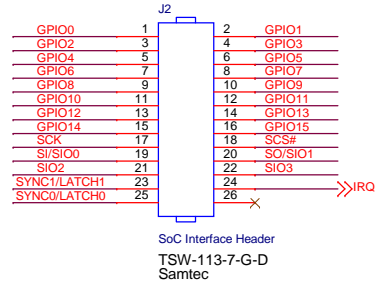 J2
GPIO0 1 2 GPIO1
GPIO2 3 4 GPIO3
GPIO4 5 6 GPIO5
GPIO6 7 8 GPIO7
GPIO8 9 10 GPIO9
GPIO10 11 12 GPIO11
GPIO12 13 14 GPIO13
GPIO14 15 16 GPIO15
SCK 17 18 SCS#
SI/SIO0 19 20 SO/SIO1
SIO2 21 22 SIO3
SYNC1/LATCH1 23 24 IRQ
SYNC0/LATCH0 25 26
SoC Interface Header
TSW-113-7-G-D
Samtec